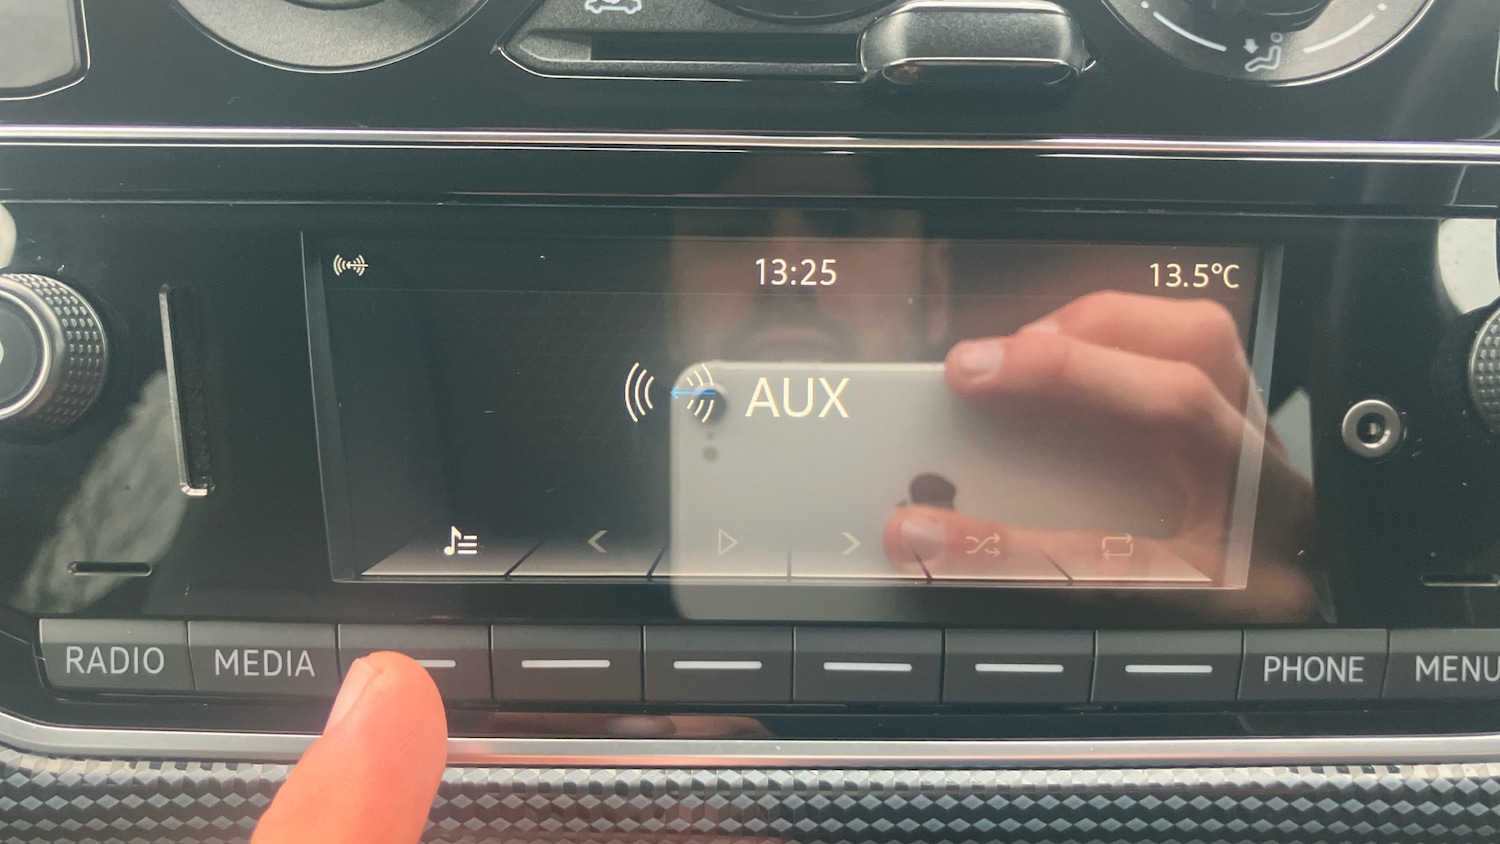 13:25
13.5°C
AUX
RADIO
MEDIA
PHONE
MENU